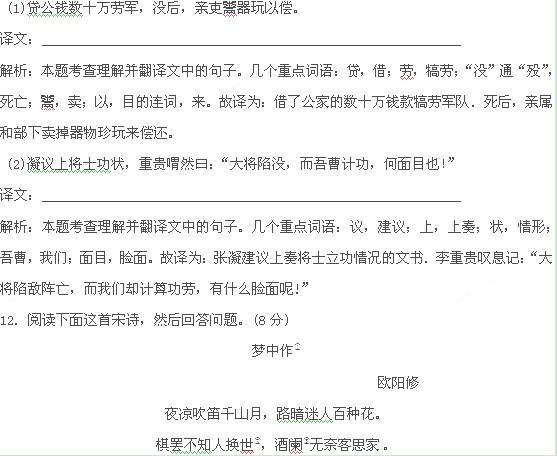 (1)贷公钱数十万劳军，没后，亲吏鬻器玩以偿。
译文：
解析：本题考查理解并翻译文中的句子。几个重点词语：贷，借；劳，犒劳；“没”通“殁”，
死亡；鬻，卖；以，目的连词，来。故译为：借了公家的数十万钱款犒劳军队．死后，亲属
和部下卖掉器物珍玩来偿还。
(2)凝议上将士功状，重贵喟然曰：“大将陷没，而吾曹计功，何面目也！”
译文：
解析：本题考查理解并翻译文中的句子。几个重点词语：议，建议；上，上奏；状，情形；
吾曹，我们；面目，脸面。故译为：张凝建议上奏将士立功情况的文书．李重贵叹息记：“大
将陷敌阵亡，而我们却计算功劳，有什么脸面呢！”
12．阅读下面这首宋诗，然后回答问题。(8分)
梦中作①
欧阳修
夜凉吹笛千山月，路暗迷人百种花。
棋罢不知人换世②，酒阑③无奈客思家。